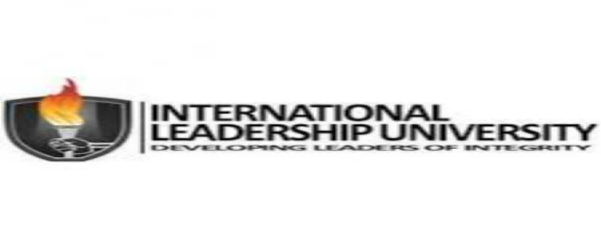 INTERNATIONAL
LEADERSHIP UNIVERSITY
DEVELOPING LEADERS OF INTEGRITY